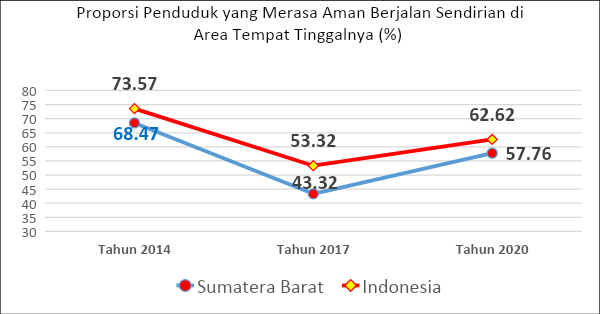 Proporsi Penduduk yang Merasa Aman Berjalan Sendirian di
Area Tempat Tinggalnya (%)
80
75
70
65
60
55
50
45
40
35
30
73.57
68.47
53.32
43.32
62.62
57.76
Tahun 2014
Tahun 2017
Tahun 2020
Sumatera Barat
Indonesia